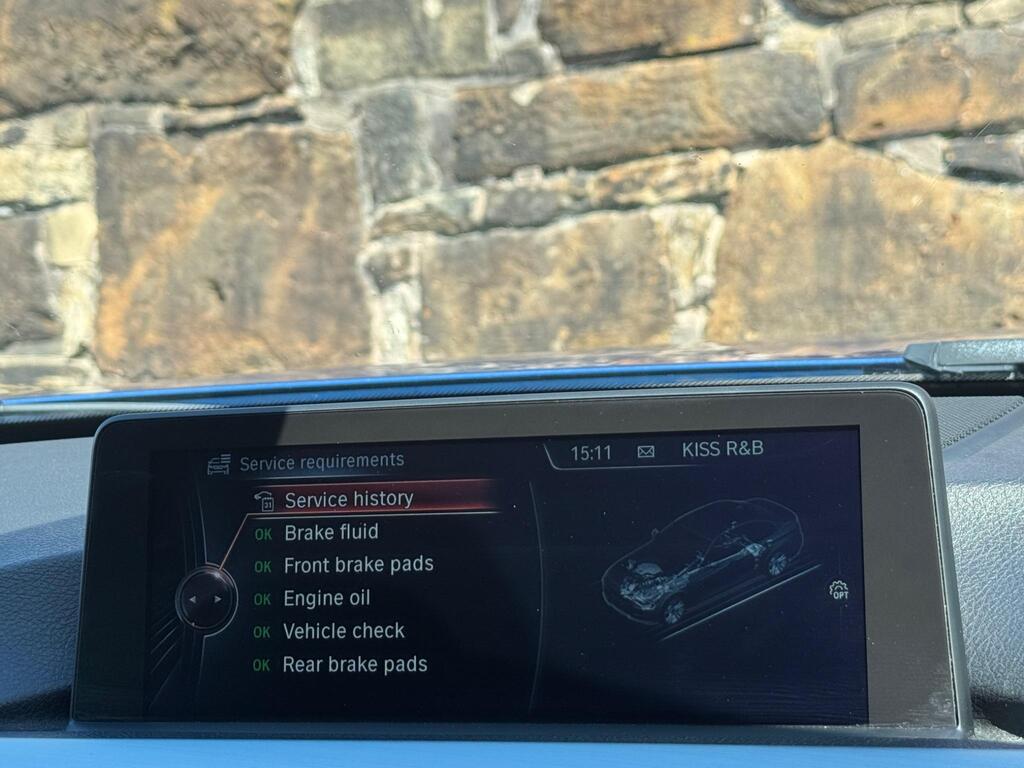 Service requirements
15:11 KISS R&B
31 Service history
OK Brake fluid
OK Front brake pads
OK Engine oil
OK Vehicle check
OK Rear brake pads
OPT